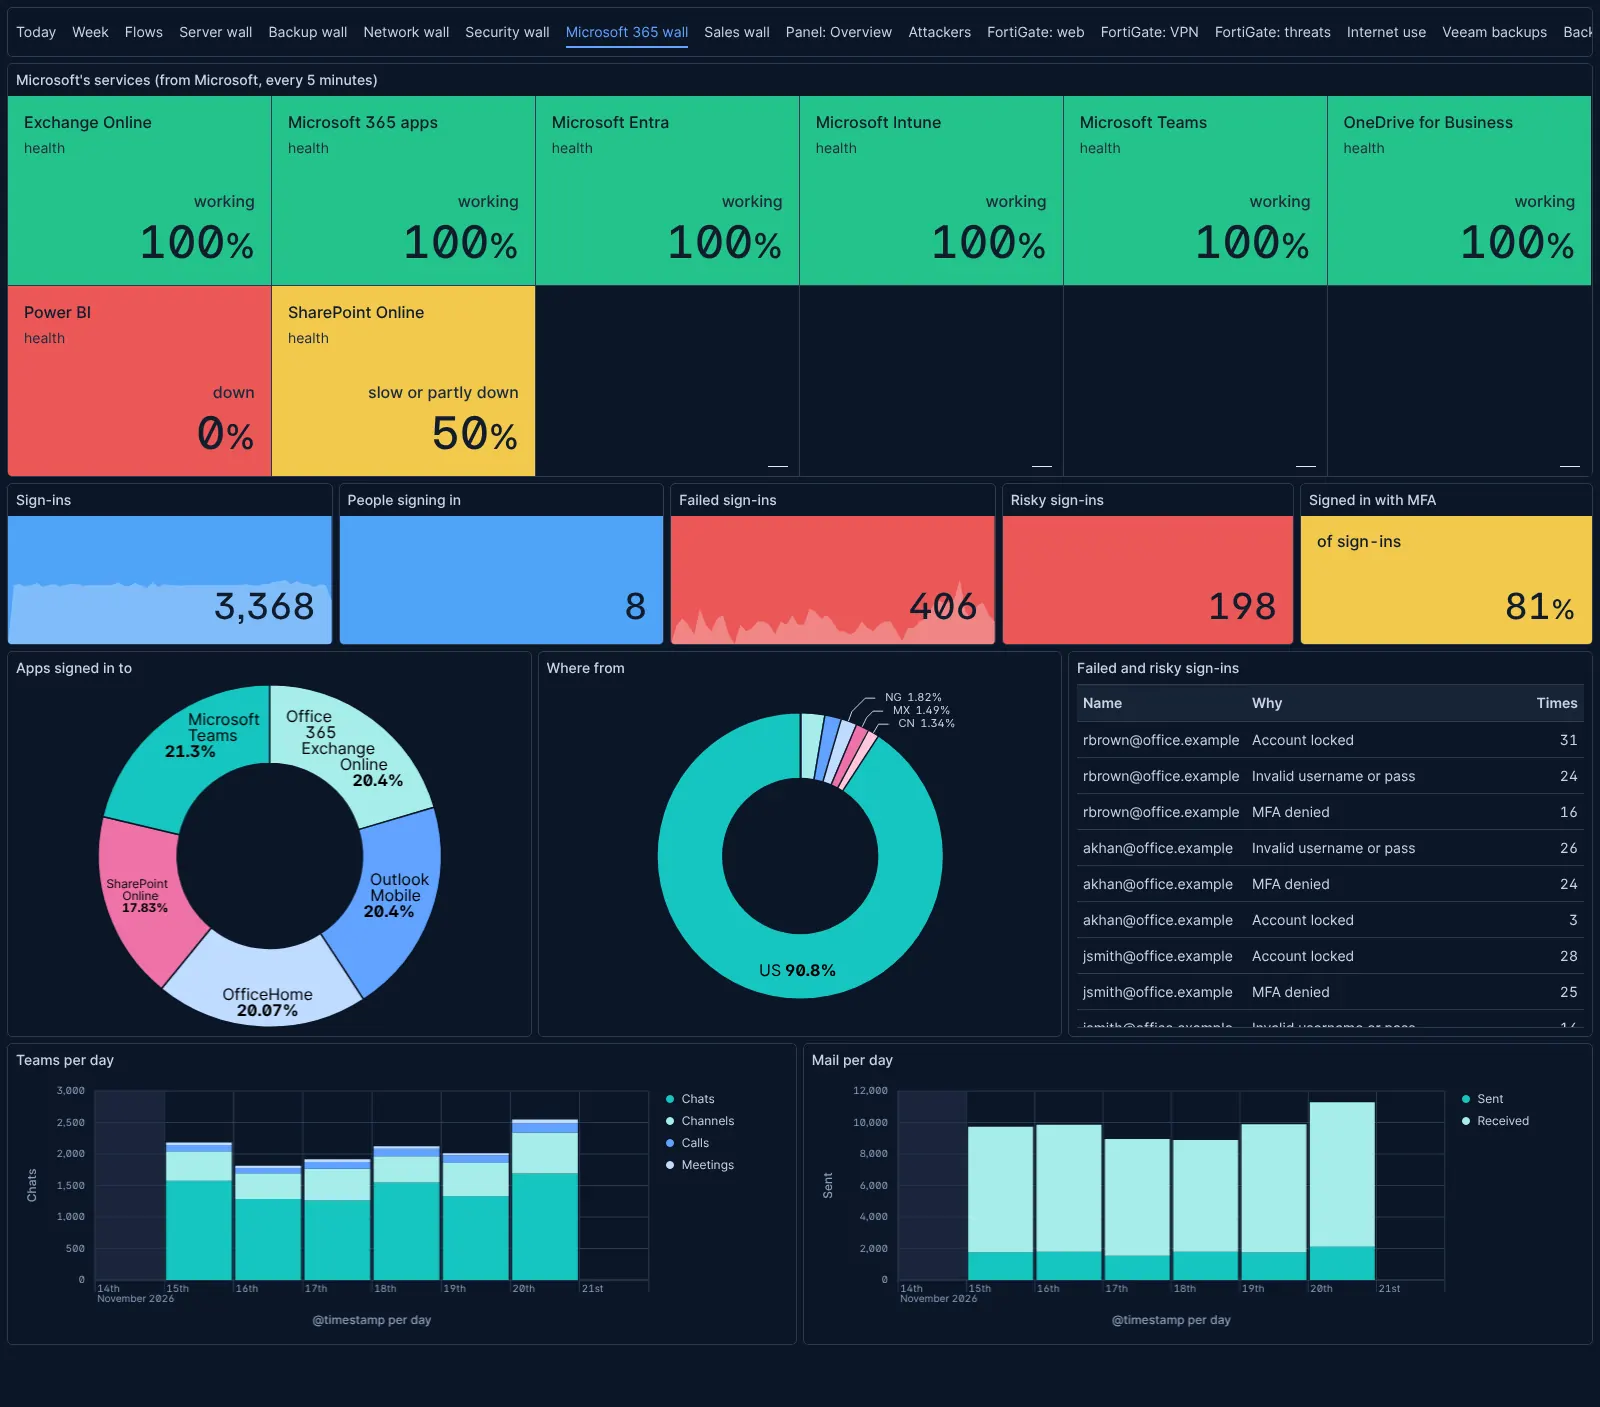 Today Week Flows Server wall Backup wall Network wall Security wall Microsoft 365 wall Sales wall Panel: Overview Attackers FortiGate: web FortiGate: VPN FortiGate: threats Internet use Veeam backups
Microsoft's services (from Microsoft, every 5 minutes)
Exchange Online
health
working
100%
Microsoft 365 apps
health
working
100%
Microsoft Entra
health
working
100%
Microsoft Intune
health
working
100%
Microsoft Teams
health
working
100%
OneDrive for Business
health
working
100%
Power BI
health
down
0%
SharePoint Online
health
slow or partly down
50%
Sign-ins
3,368
People signing in
8
Failed sign-ins
406
Risky sign-ins
198
Signed in with MFA
of sign-ins
81%
Apps signed in to
Microsoft
Teams
21.3%
Office
365
Exchange
Online
20.4%
SharePoint
Online
17.83%
Outlook
Mobile
20.4%
OfficeHome
20.07%
Where from
NG 1.82%
MX 1.49%
CN 1.34%
US 90.8%
Failed and risky sign-ins
Name Why Times
rbrown@office.example Account locked 31
rbrown@office.example Invalid username or pass 24
rbrown@office.example MFA denied 16
akhan@office.example Invalid username or pass 26
akhan@office.example MFA denied 24
akhan@office.example Account locked 3
jsmith@office.example Account locked 28
jsmith@office.example MFA denied 25
jsmith@office.example Invalid username or pass
Teams per day
3,000
2,500
2,000
1,500
1,000
500
0
Chats
14th 15th 16th 17th 18th 19th 20th 21st
November 2026
@timestamp per day
Chats
Channels
Calls
Meetings
Mail per day
12,000
10,000
8,000
6,000
4,000
2,000
0
Sent
14th 15th 16th 17th 18th 19th 20th 21st
November 2026
@timestamp per day
Sent
Received